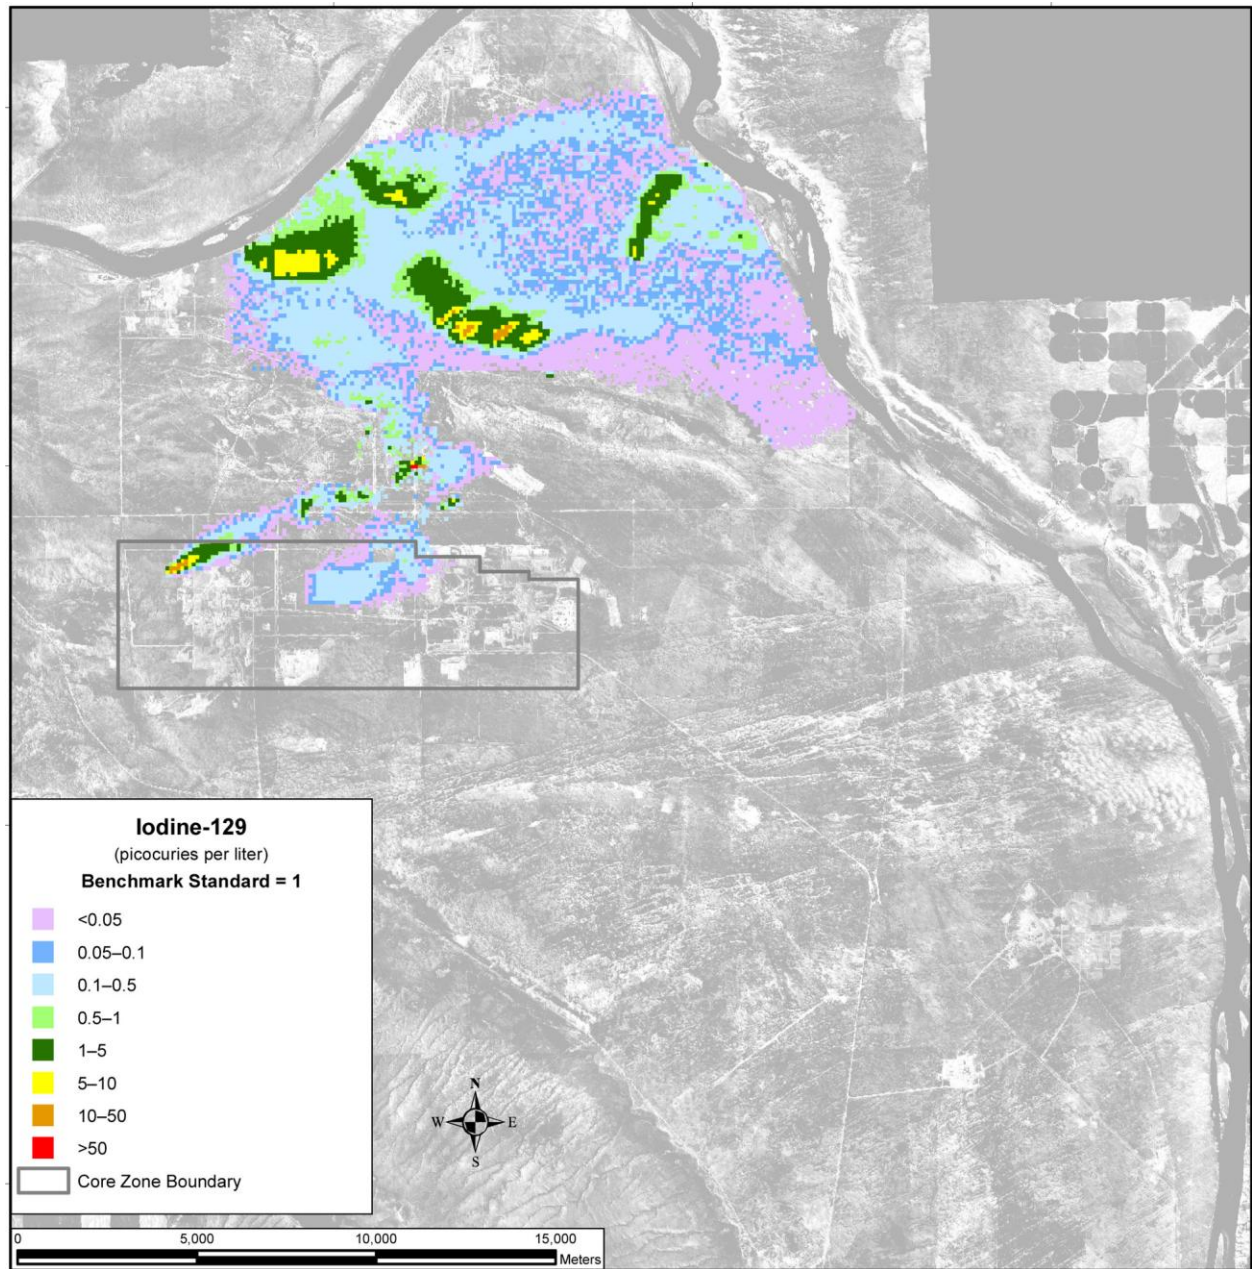 Iodine-129
(picocuries per liter)
Benchmark Standard = 1
<0.05
0.05–0.1
0.1–0.5
0.5–1
1–5
5–10
10–50
>50
Core Zone Boundary
N
W E
S
0 5,000 10,000 15,000
Meters